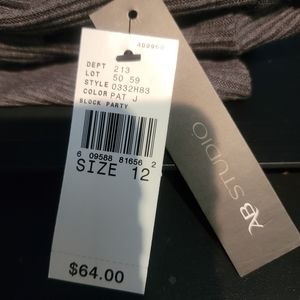 DEPT 213
LOT 50 59
STYLE 0332H83
COLOR PAT J
BLOCK PARTY
6 09588 81656 2
SIZE 12
$64.00
AB STUDIO